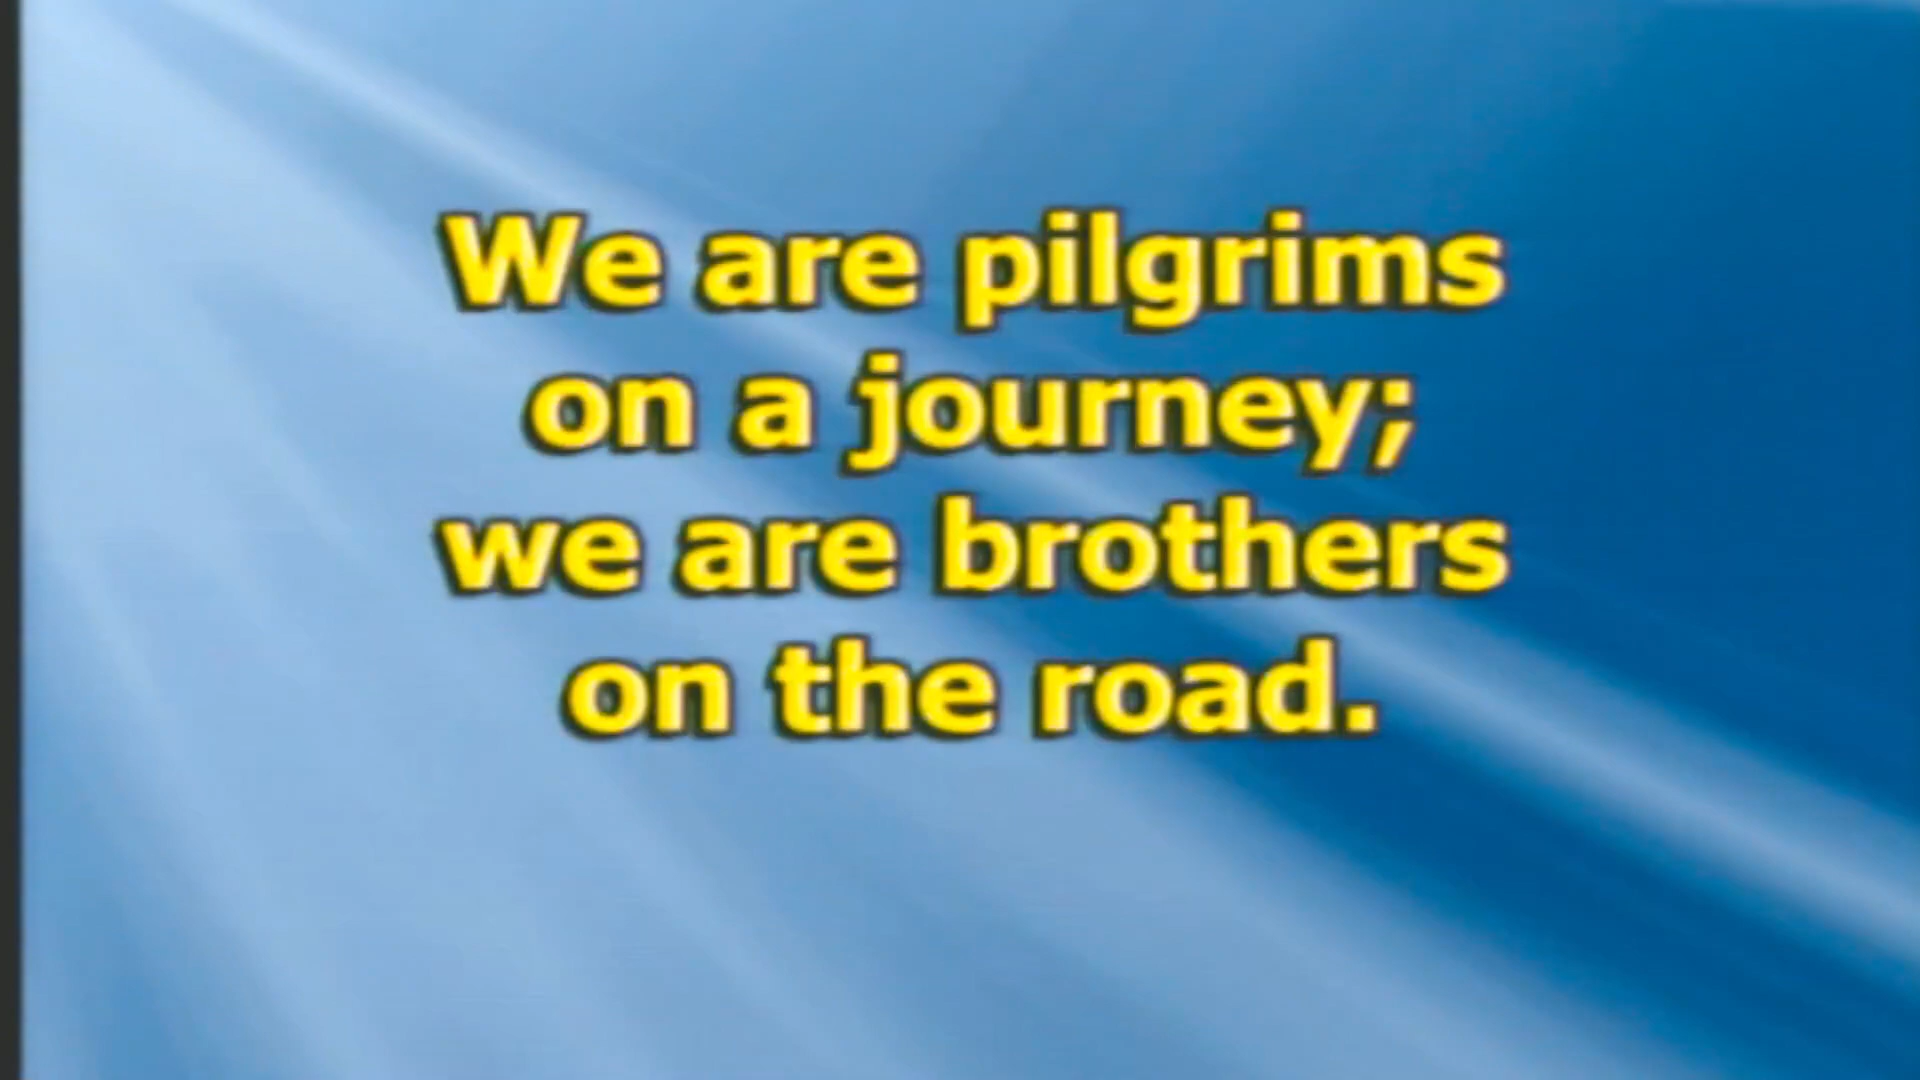 We are pilgrims
on a journey;
we are brothers
on the road.